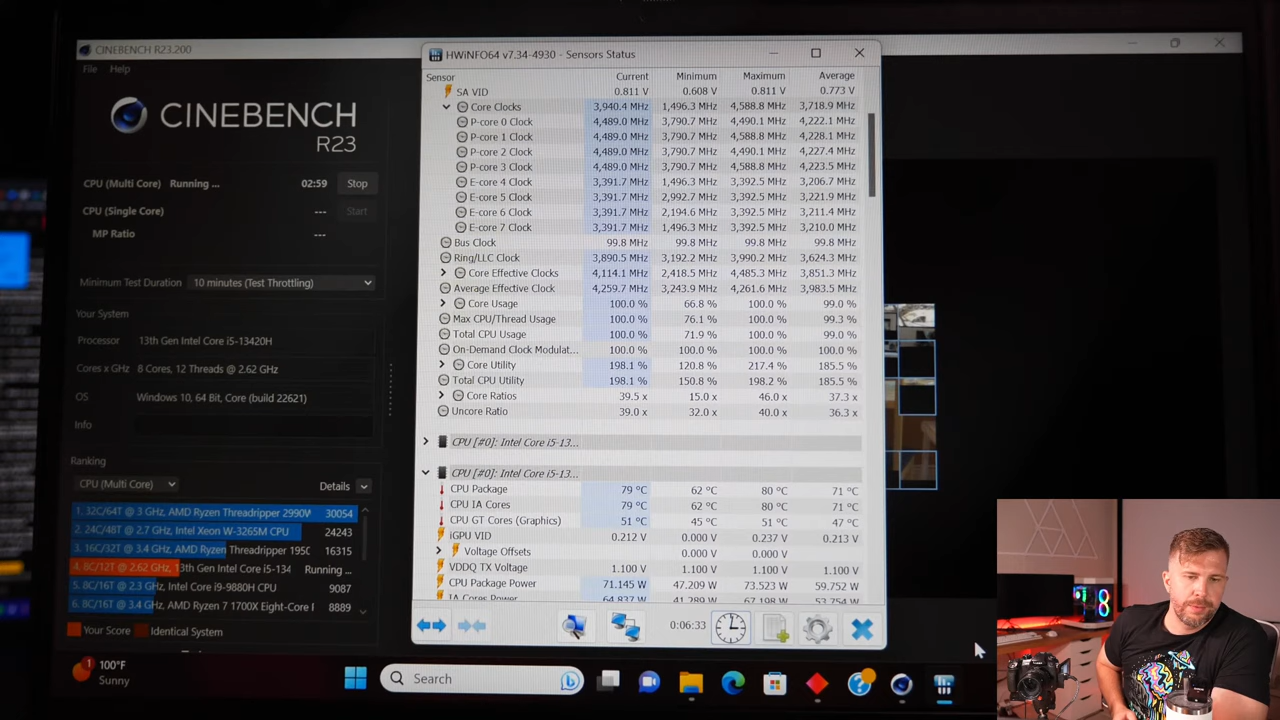 CINEBENCH R23.200
File Help
CINEBENCH
R23
CPU (Multi Core) Running ... 02:59 Stop
CPU (Single Core) --- Start
MP Ratio ---
Minimum Test Duration 10 minutes (Test Throttling)
Your System
Processor 13th Gen Intel Core i5-13420H
Cores x GHz 8 Cores, 12 Threads @ 2.62 GHz
OS Windows 10, 64 Bit, Core (build 22621)
Info
Ranking
CPU (Multi Core) Details
1. 32C/64T @ 3 GHz, AMD Ryzen Threadripper 2990W 30054
2. 24C/48T @ 2.7 GHz, Intel Xeon W-3265M CPU 24243
3. 16C/32T @ 3.4 GHz, AMD Ryzen Threadripper 195( 16315
4. 8C/12T @ 2.62 GHz, 13th Gen Intel Core i5-134 Running ...
5. 8C/16T @ 2.3 GHz, Intel Core i9-9880H CPU 9087
6. 8C/16T @ 3.4 GHz, AMD Ryzen 7 1700X Eight-Core 8889
Your Score Identical System
HWiNFO64 v7.34-4930 - Sensors Status
Sensor Current Minimum Maximum Average
SA VID 0.811 V 0.608 V 0.811 V 0.773 V
Core Clocks 3,940.4 MHz 1,496.3 MHz 4,588.8 MHz 3,718.9 MHz
P-core 0 Clock 4,489.0 MHz 3,790.7 MHz 4,490.1 MHz 4,222.1 MHz
P-core 1 Clock 4,489.0 MHz 3,790.7 MHz 4,588.8 MHz 4,228.1 MHz
P-core 2 Clock 4,489.0 MHz 3,790.7 MHz 4,490.1 MHz 4,227.4 MHz
P-core 3 Clock 4,489.0 MHz 3,790.7 MHz 4,588.8 MHz 4,223.5 MHz
E-core 4 Clock 3,391.7 MHz 1,496.3 MHz 3,392.5 MHz 3,206.7 MHz
E-core 5 Clock 3,391.7 MHz 2,992.7 MHz 3,392.5 MHz 3,221.9 MHz
E-core 6 Clock 3,391.7 MHz 2,194.6 MHz 3,392.5 MHz 3,211.4 MHz
E-core 7 Clock 3,391.7 MHz 1,496.3 MHz 3,392.5 MHz 3,210.0 MHz
Bus Clock 99.8 MHz 99.8 MHz 99.8 MHz 99.8 MHz
Ring/LLC Clock 3,890.5 MHz 3,192.2 MHz 3,990.2 MHz 3,624.3 MHz
Core Effective Clocks 4,114.1 MHz 2,418.5 MHz 4,485.3 MHz 3,851.3 MHz
Average Effective Clock 4,259.7 MHz 3,243.9 MHz 4,261.6 MHz 3,983.5 MHz
Core Usage 100.0 % 66.8 % 100.0 % 99.0 %
Max CPU/Thread Usage 100.0 % 76.1 % 100.0 % 99.3 %
Total CPU Usage 100.0 % 71.9 % 100.0 % 99.0 %
On-Demand Clock Modulat... 100.0 % 100.0 % 100.0 % 100.0 %
Core Utility 198.1 % 120.8 % 217.4 % 185.5 %
Total CPU Utility 198.1 % 150.8 % 198.2 % 185.5 %
Core Ratios 39.5 x 15.0 x 46.0 x 37.3 x
Uncore Ratio 39.0 x 32.0 x 40.0 x 36.3 x
CPU [#0]: Intel Core i5-13...
CPU [#0]: Intel Core i5-13...
CPU Package 79 °C 62 °C 80 °C 71 °C
CPU IA Cores 79 °C 62 °C 80 °C 71 °C
CPU GT Cores (Graphics) 51 °C 45 °C 51 °C 47 °C
iGPU VID 0.212 V 0.000 V 0.237 V 0.213 V
Voltage Offsets 0.000 V 0.000 V
VDDQ TX Voltage 1.100 V 1.100 V 1.100 V 1.100 V
CPU Package Power 71.145 W 47.209 W 73.523 W 59.752 W
IA Cores Power 64.837 W 41.289 W 67.198 W 53.754 W
0:06:33
100°F
Sunny
1
Search